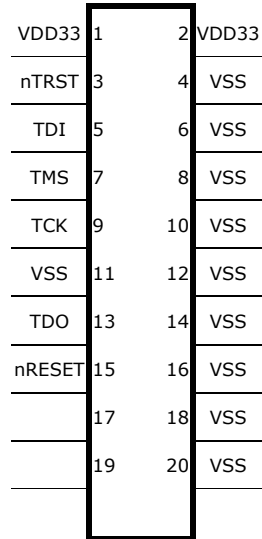 VDD33 1 2 VDD33
nTRST 3 4 VSS
TDI 5 6 VSS
TMS 7 8 VSS
TCK 9 10 VSS
VSS 11 12 VSS
TDO 13 14 VSS
nRESET 15 16 VSS
17 18 VSS
19 20 VSS